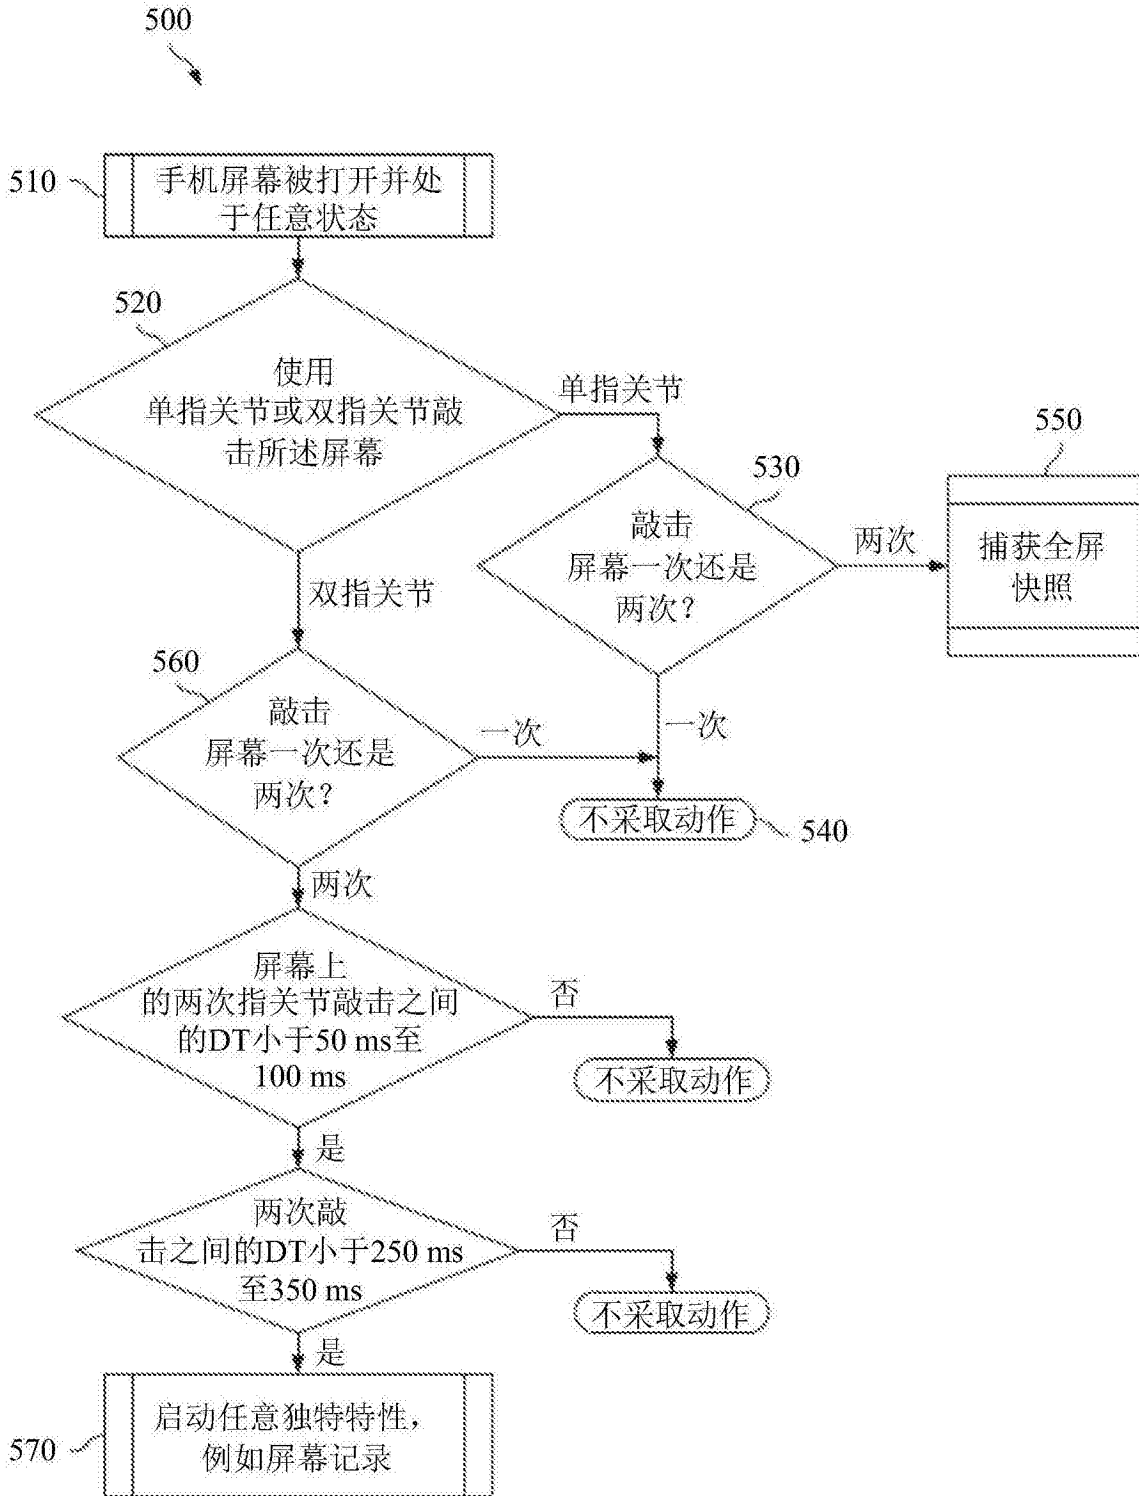 500
510
手机屏幕被打开并处
于任意状态
520
使用
单指关节或双指关节敲
击所述屏幕
单指关节
530
敲击
屏幕一次还是
两次？
两次
550
捕获全屏
快照
双指关节
560
敲击
屏幕一次还是
两次？
一次
一次
不采取动作
540
两次
屏幕上
的两次指关节敲击之间
的DT小于50 ms至
100 ms
否
不采取动作
是
两次敲
击之间的DT小于250 ms
至350 ms
否
不采取动作
是
570
启动任意独特特性，
例如屏幕记录